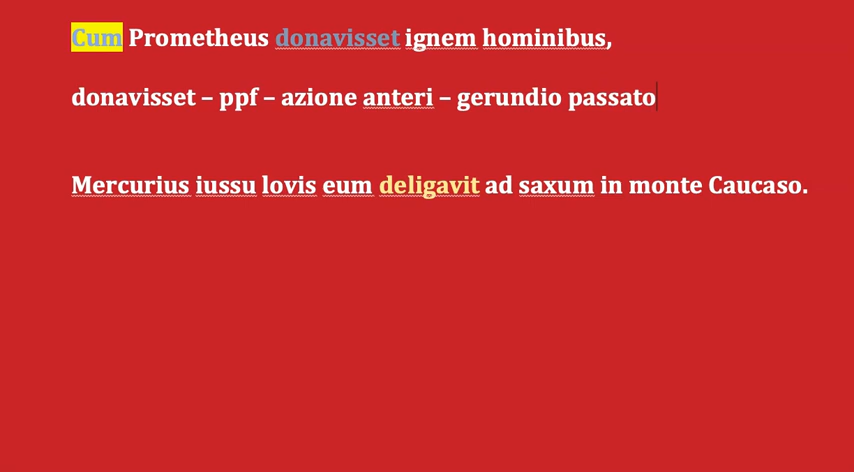 Cum Prometheus donavisset ignem hominibus,
donavisset – ppf – azione anteri – gerundio passato
Mercurius iussu lovis eum deligavit ad saxum in monte Caucaso.